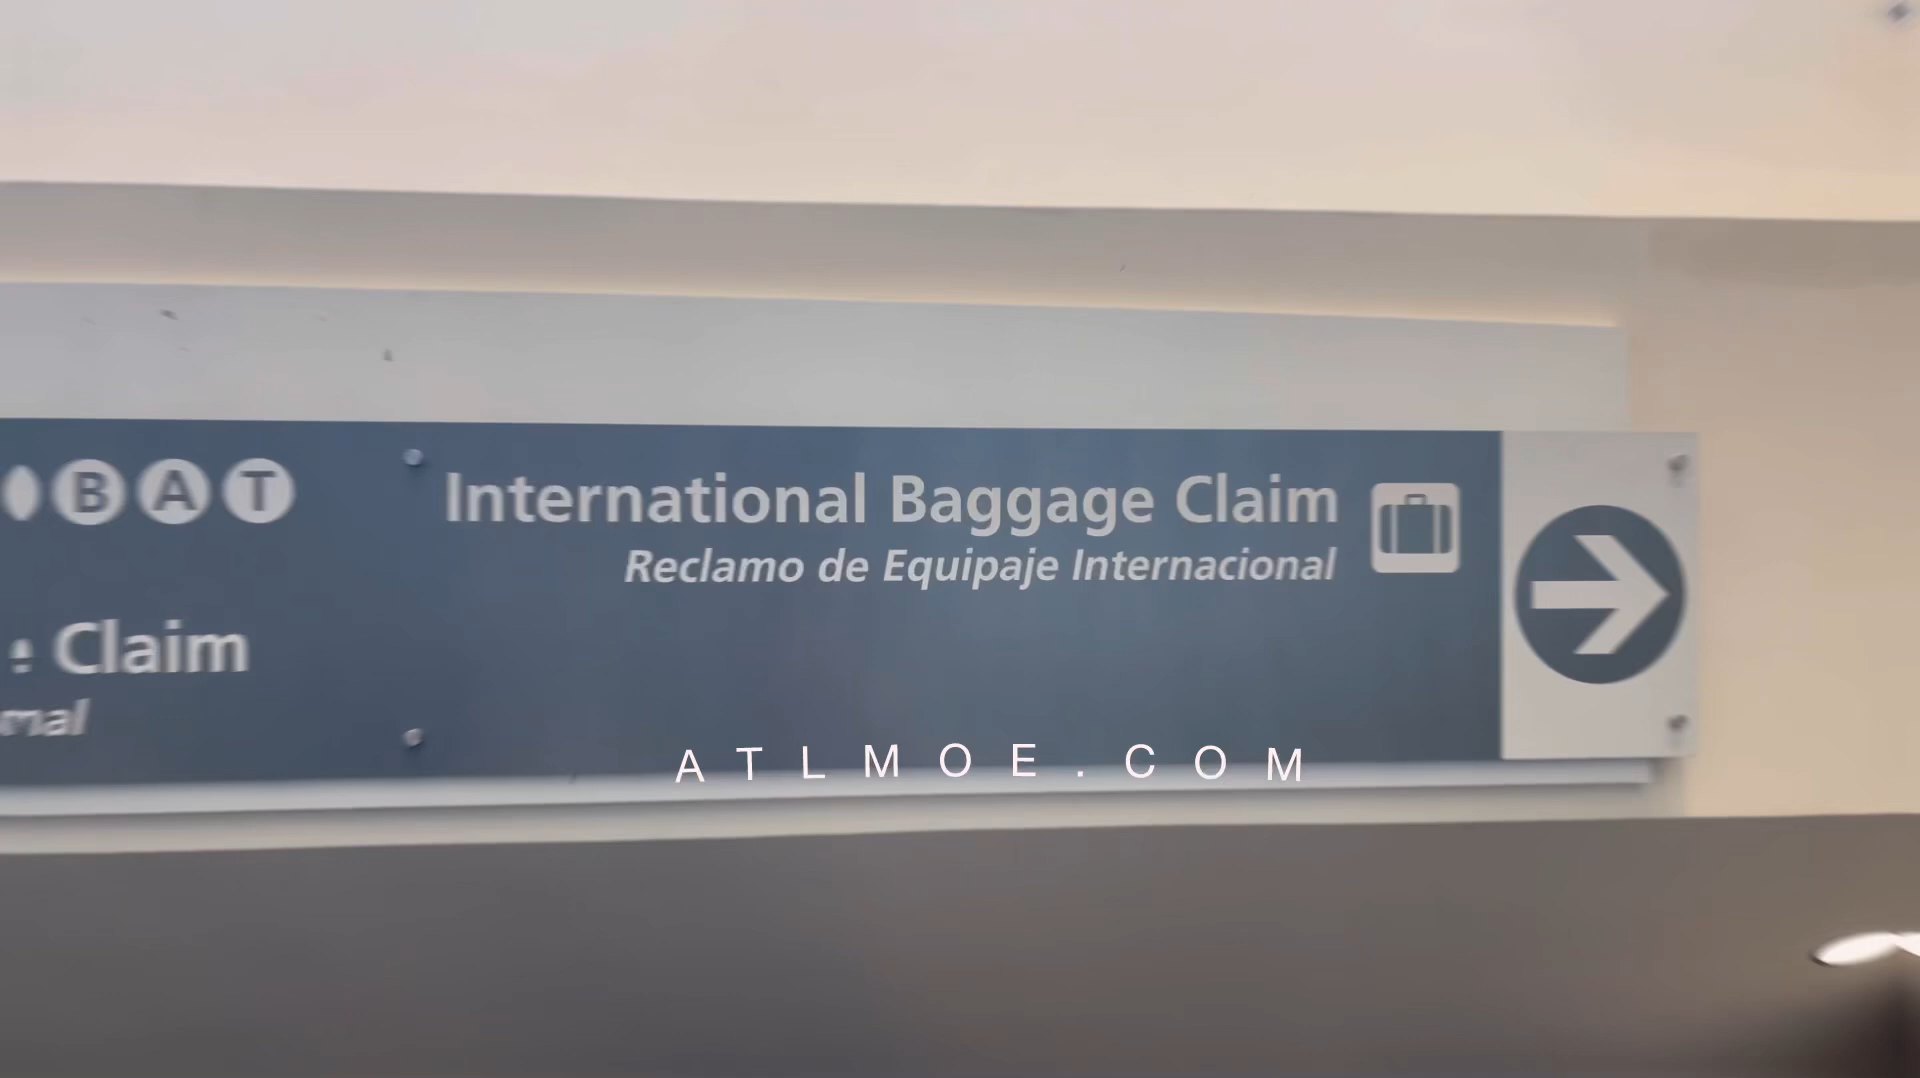 B A T
International Baggage Claim
Reclamo de Equipaje Internacional
Claim
ATLMOE.COM